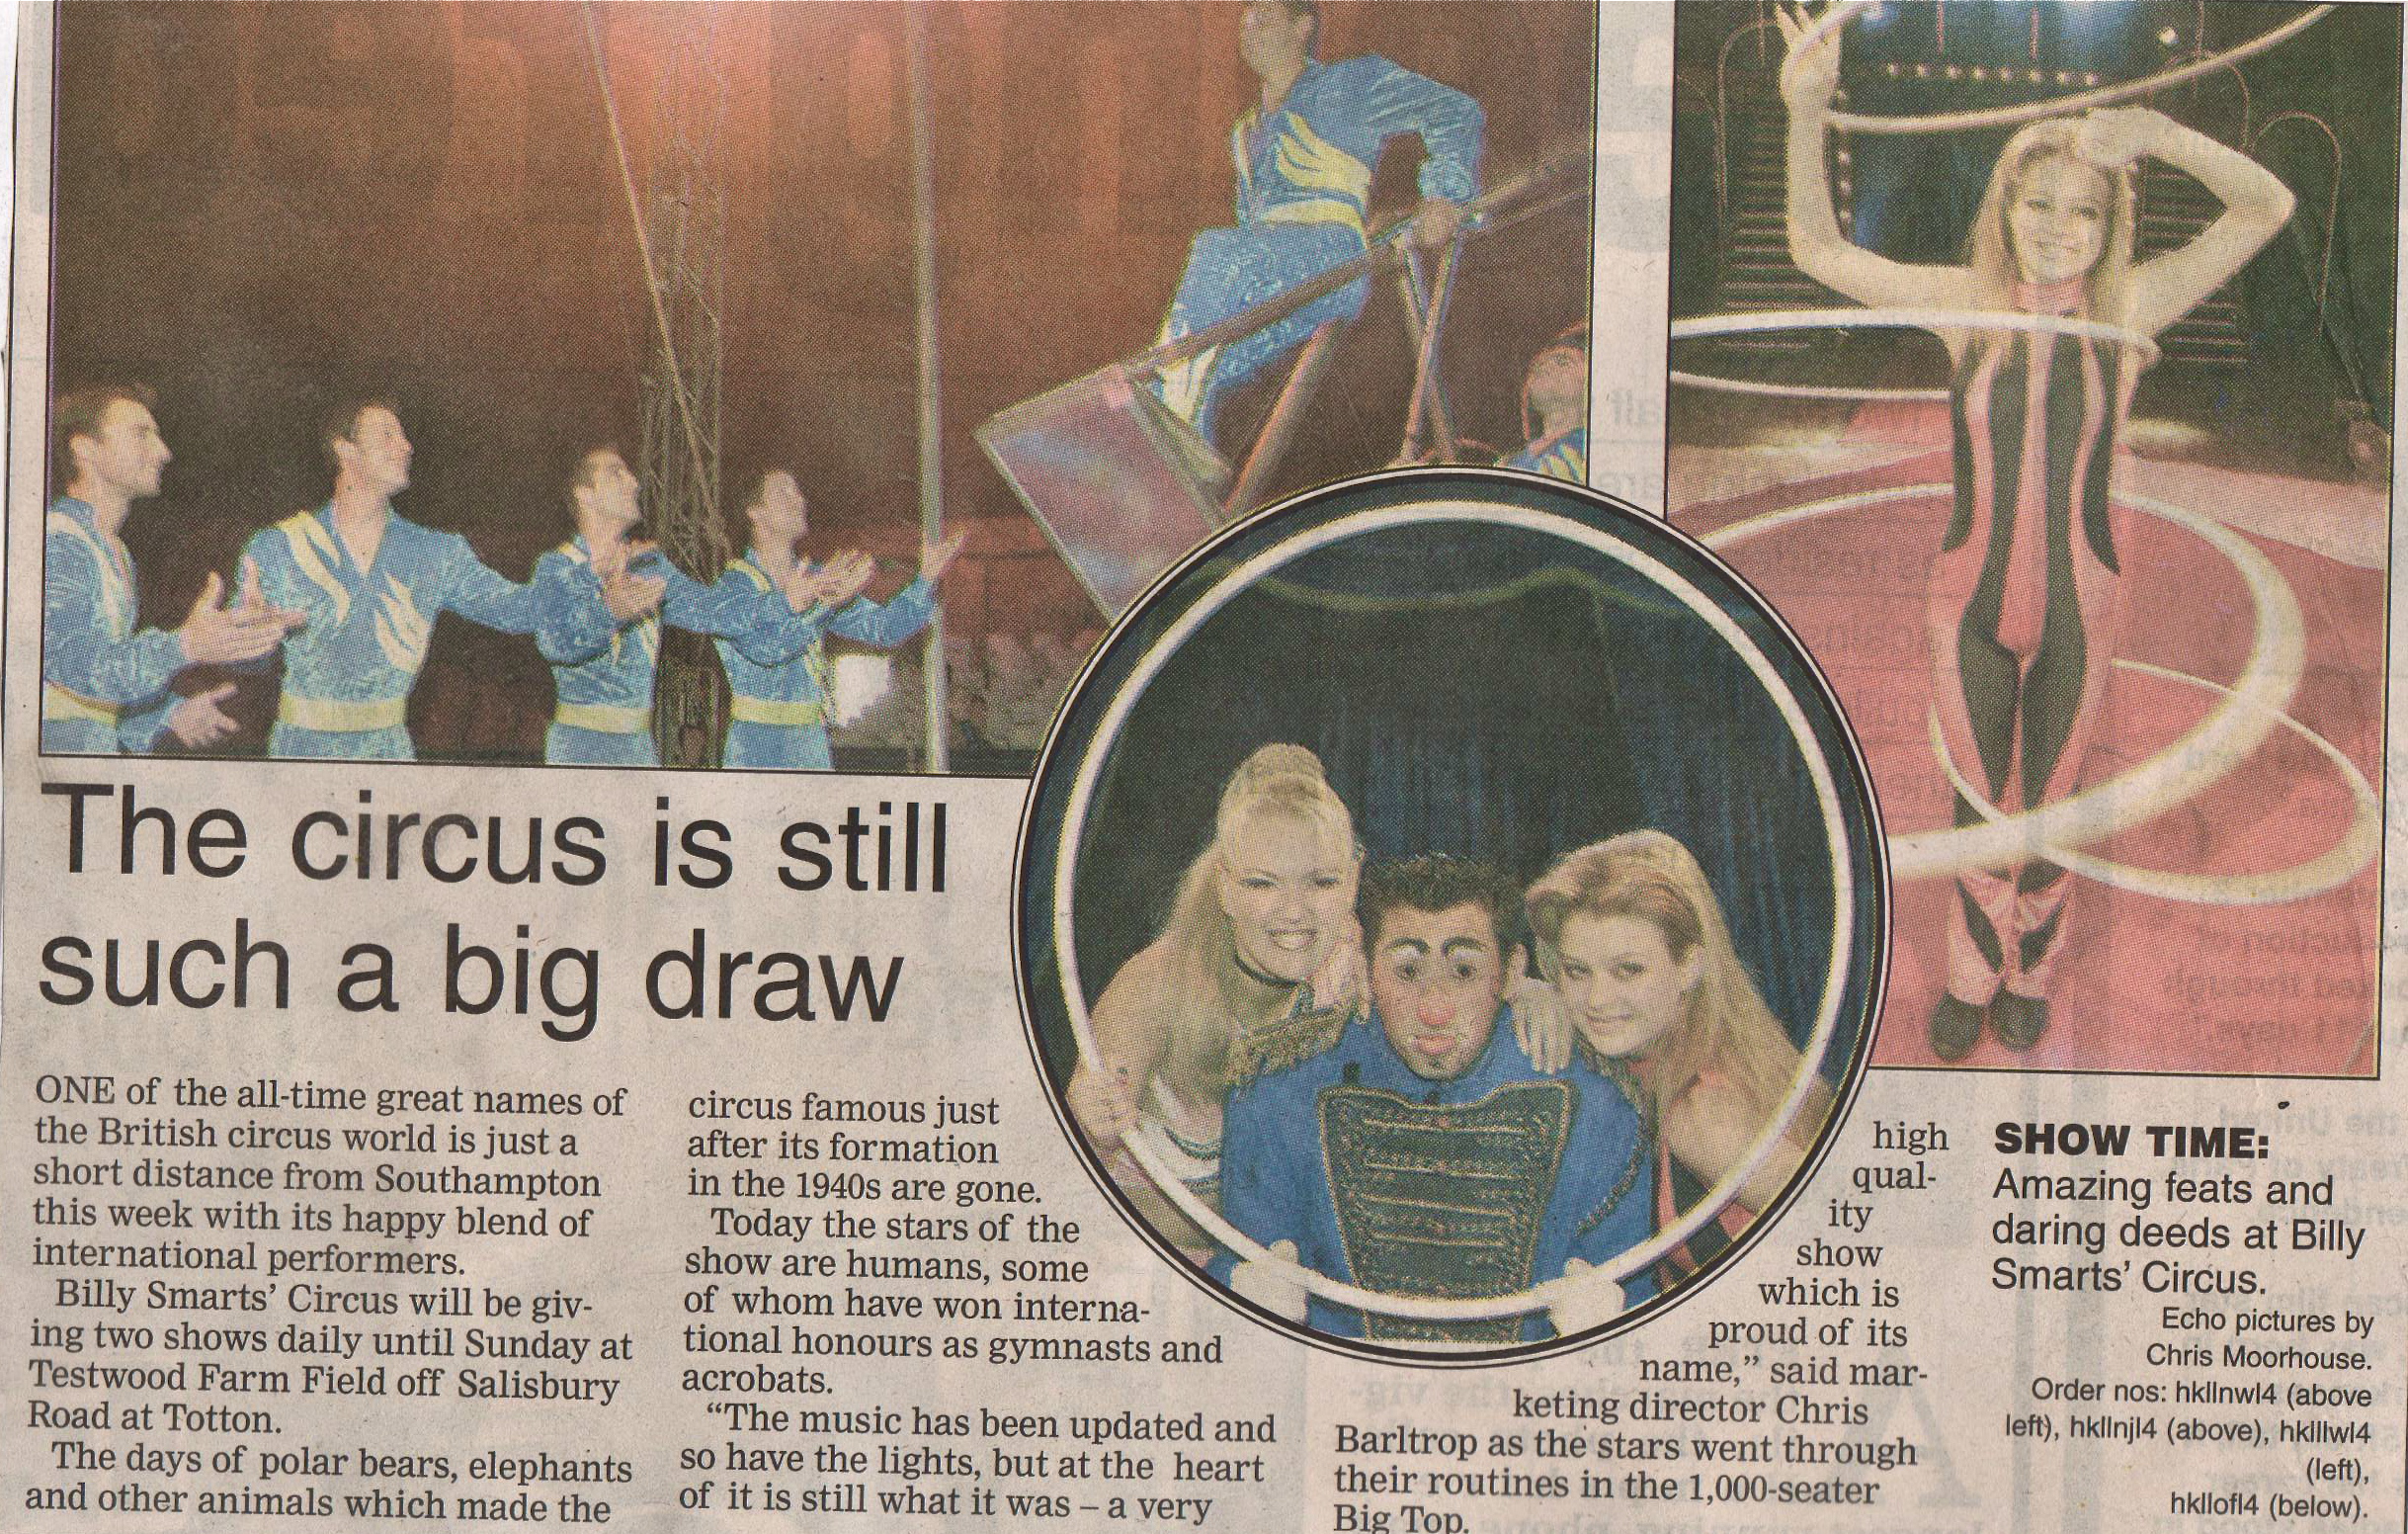 The circus is still
such a big draw
ONE of the all-time great names of
the British circus world is just a
short distance from Southampton
this week with its happy blend of
international performers.
Billy Smarts' Circus will be giv-
ing two shows daily until Sunday at
Testwood Farm Field off Salisbury
Road at Totton.
The days of polar bears, elephants
and other animals which made the
circus famous just
after its formation
in the 1940s are gone.
Today the stars of the
show are humans, some
of whom have won interna-
tional honours as gymnasts and
acrobats.
"The music has been updated and
so have the lights, but at the heart
of it is still what it was – a very
high
qual-
ity
show
which is
proud of its
name," said mar-
keting director Chris
Barltrop as the stars went through
their routines in the 1,000-seater
Big Top.
SHOW TIME:
Amazing feats and
daring deeds at Billy
Smarts' Circus.
Echo pictures by
Chris Moorhouse.
Order nos: hkllnwl4 (above
left), hkllnjl4 (above), hklllwl4
(left),
hkllofl4 (below).